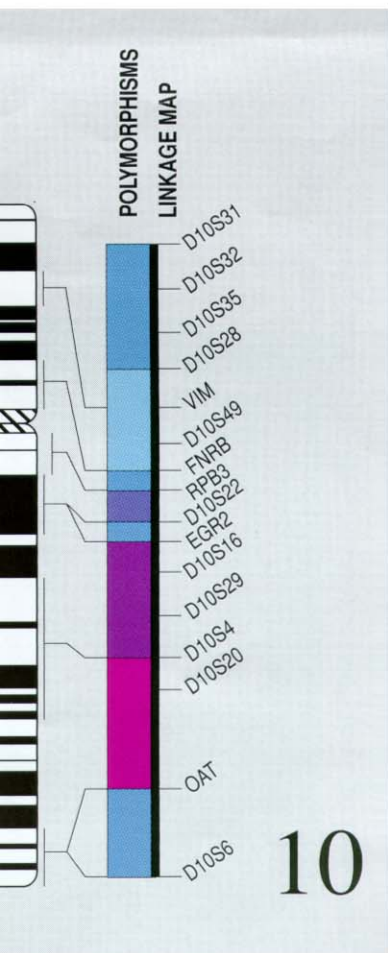 POLYMORPHISMS
LINKAGE MAP
D10S31
D10S32
D10S35
D10S28
VIM
D10S49
FNRB
RPB3
D10S22
EGR2
D10S16
D10S29
D10S4
D10S20
OAT
D10S6
10